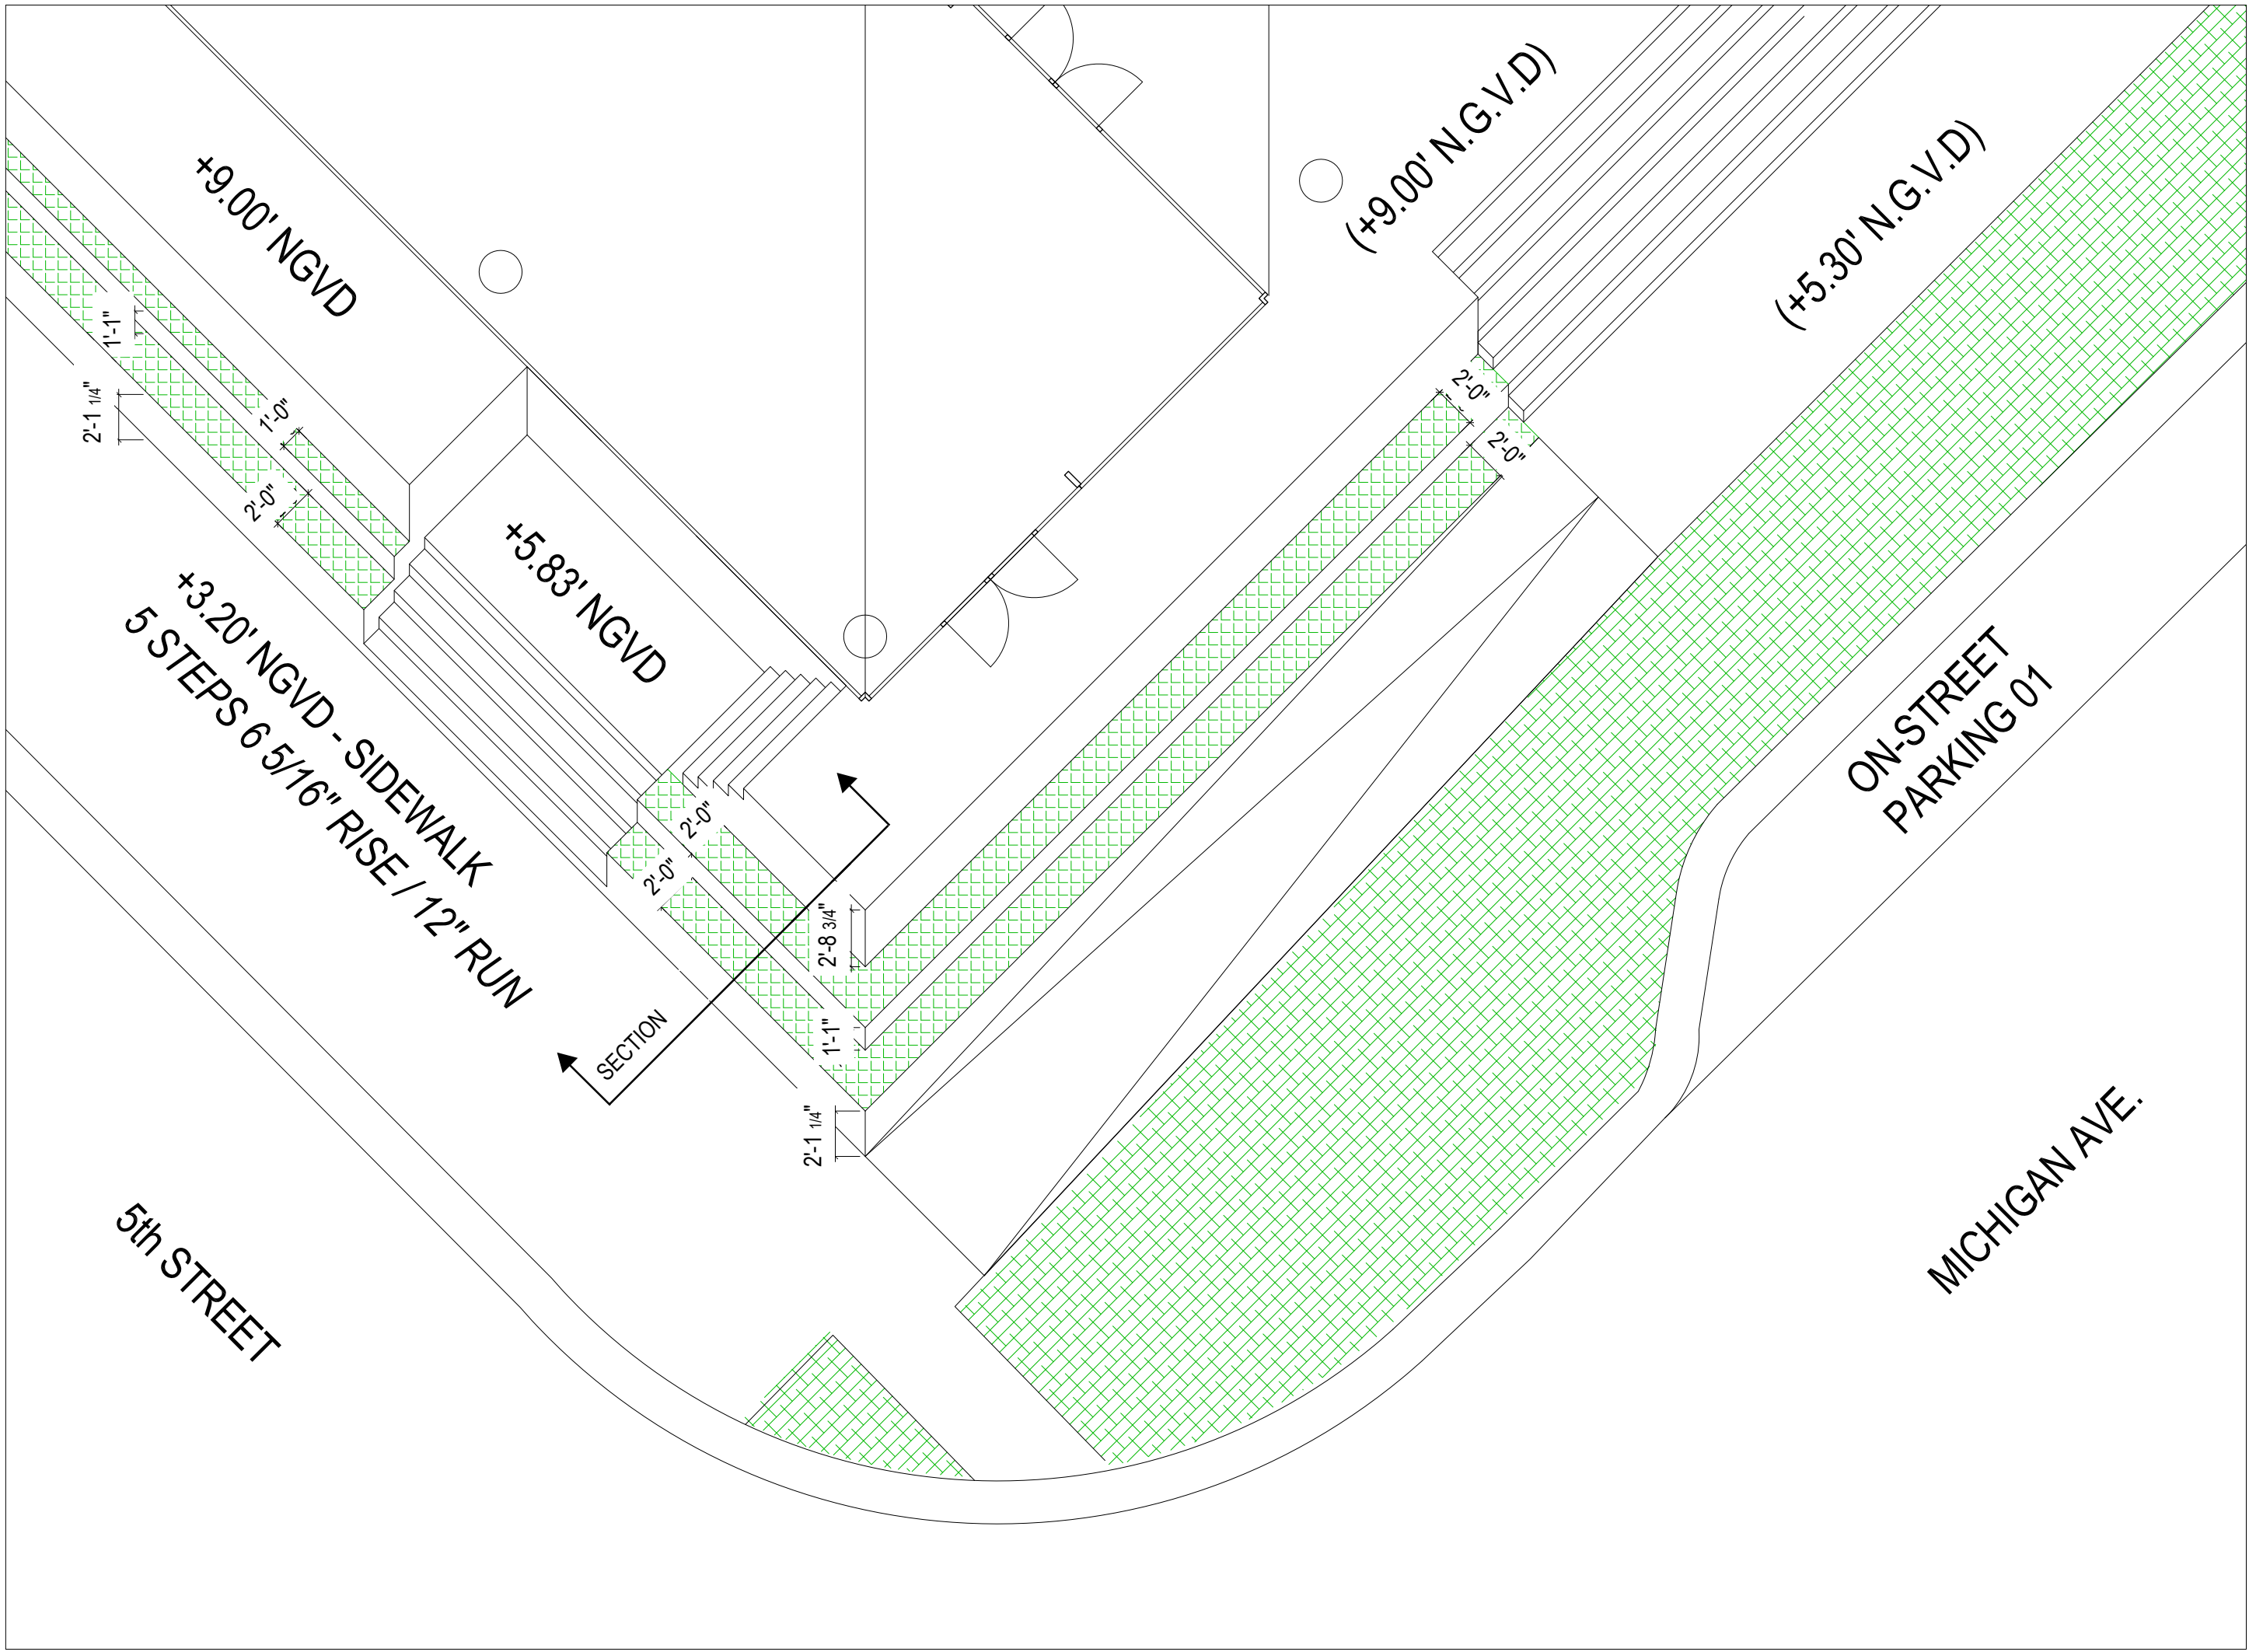 +9.00' NGVD
(+9.00' N.G.V.D)
(+5.30' N.G.V.D)
1'-1"
2'-1 1/4"
1'-0"
2'-0"
2'-0"
2'-0"
+5.83' NGVD
+3.20' NGVD - SIDEWALK
5 STEPS 6 5/16" RISE / 12" RUN
2'-0"
2'-0"
2'-8 3/4"
1'-1"
2'-1 1/4"
SECTION
ON-STREET
PARKING 01
5th STREET
MICHIGAN AVE.